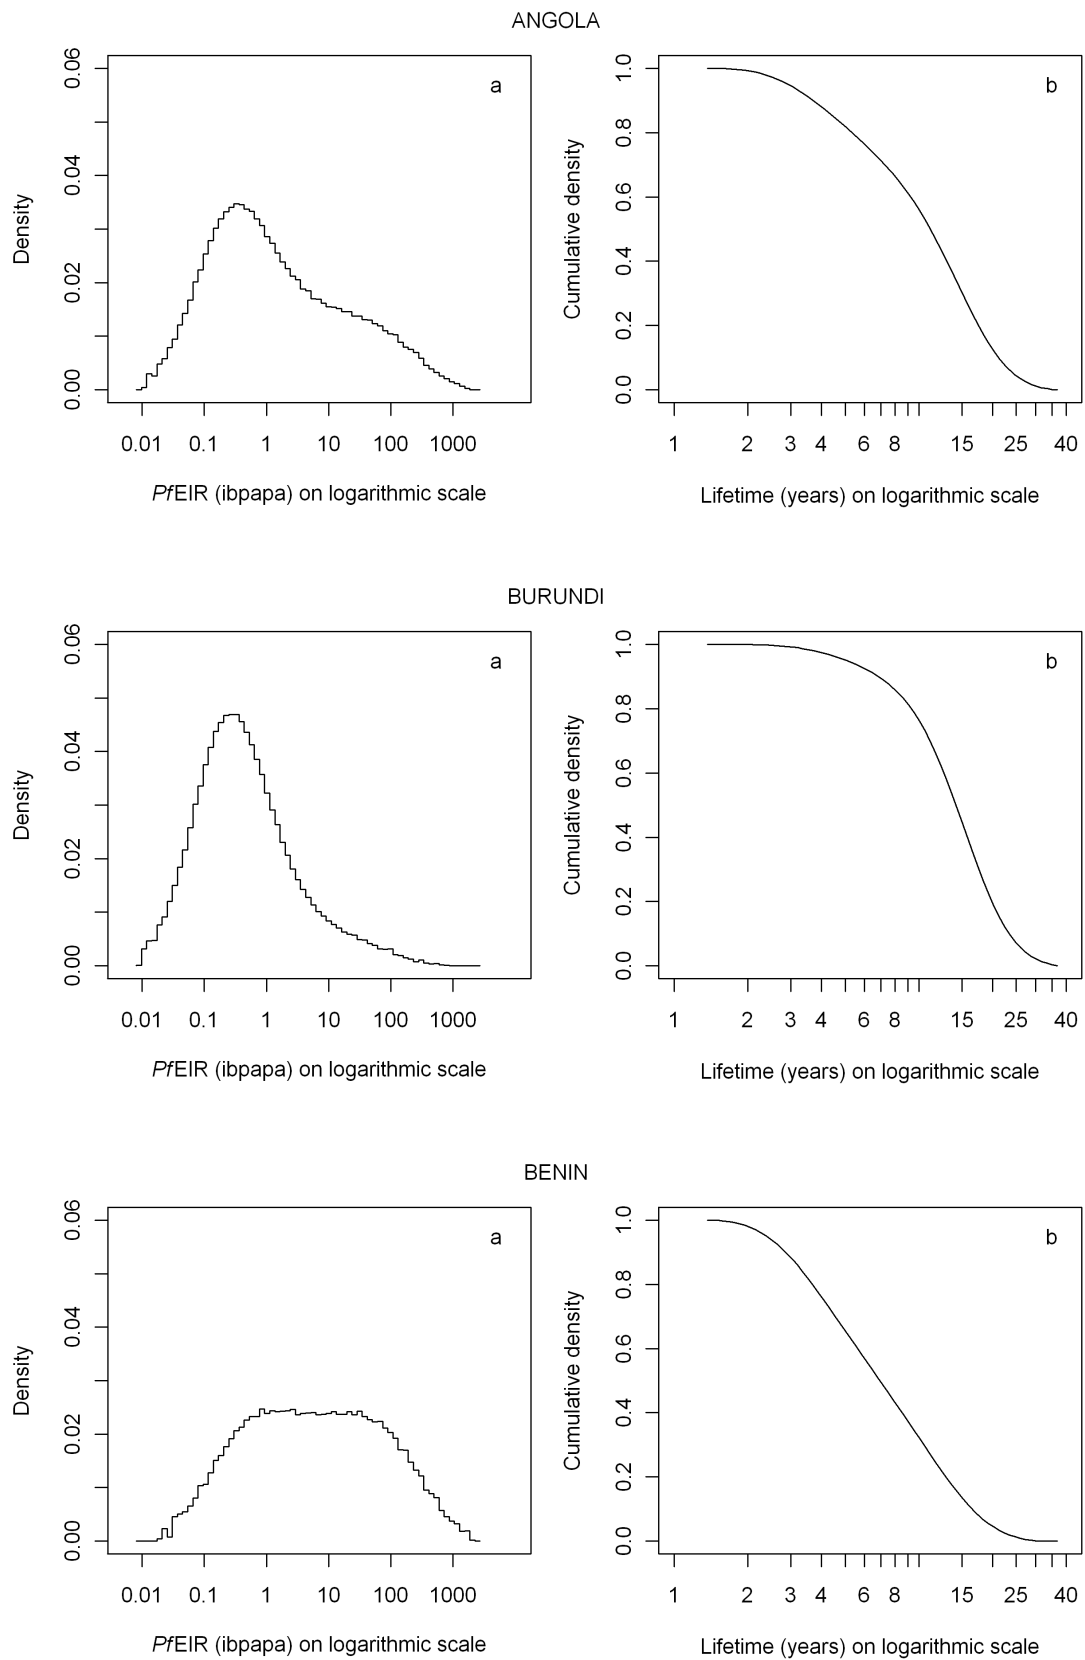 ANGOLA
a
Density
0.00 0.02 0.04 0.06
0.01 0.1 1 10 100 1000
PfEIR (ibpapa) on logarithmic scale
b
Cumulative density
0.0 0.2 0.4 0.6 0.8 1.0
1 2 3 4 6 8 15 25 40
Lifetime (years) on logarithmic scale
BURUNDI
a
Density
0.00 0.02 0.04 0.06
0.01 0.1 1 10 100 1000
PfEIR (ibpapa) on logarithmic scale
b
Cumulative density
0.0 0.2 0.4 0.6 0.8 1.0
1 2 3 4 6 8 15 25 40
Lifetime (years) on logarithmic scale
BENIN
a
Density
0.00 0.02 0.04 0.06
0.01 0.1 1 10 100 1000
PfEIR (ibpapa) on logarithmic scale
b
Cumulative density
0.0 0.2 0.4 0.6 0.8 1.0
1 2 3 4 6 8 15 25 40
Lifetime (years) on logarithmic scale